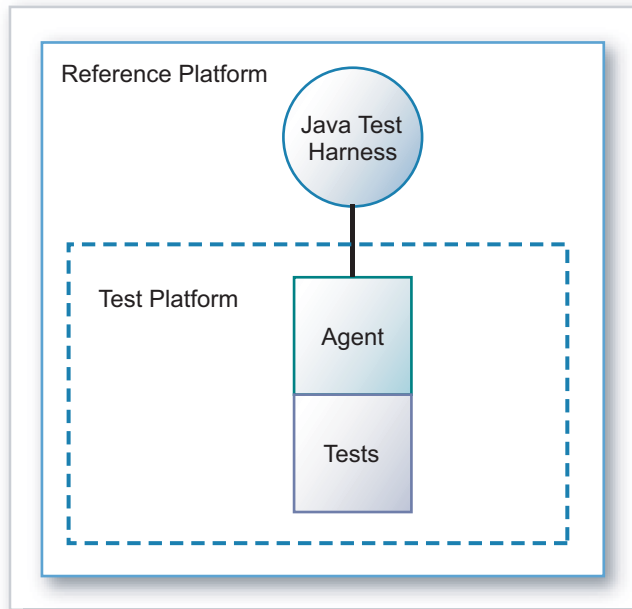 Reference Platform
Java Test
Harness
Test Platform
Agent
Tests